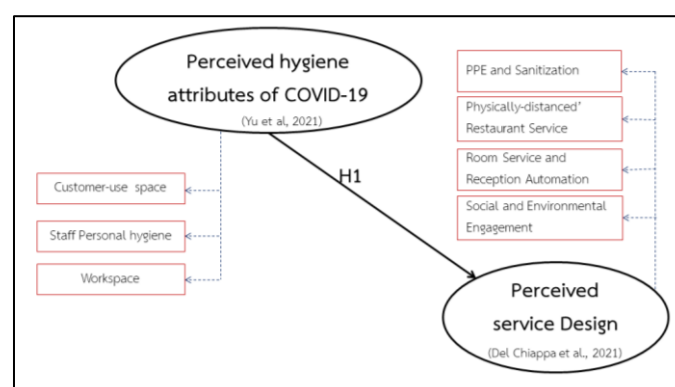 Perceived hygiene
attributes of COVID-19
(Yu et al, 2021)
Customer-use space
Staff Personal hygiene
Workspace
H1
PPE and Sanitization
Physically-distanced’
Restaurant Service
Room Service and
Reception Automation
Social and Environmental
Engagement
Perceived
service Design
(Del Chiappa et al., 2021)